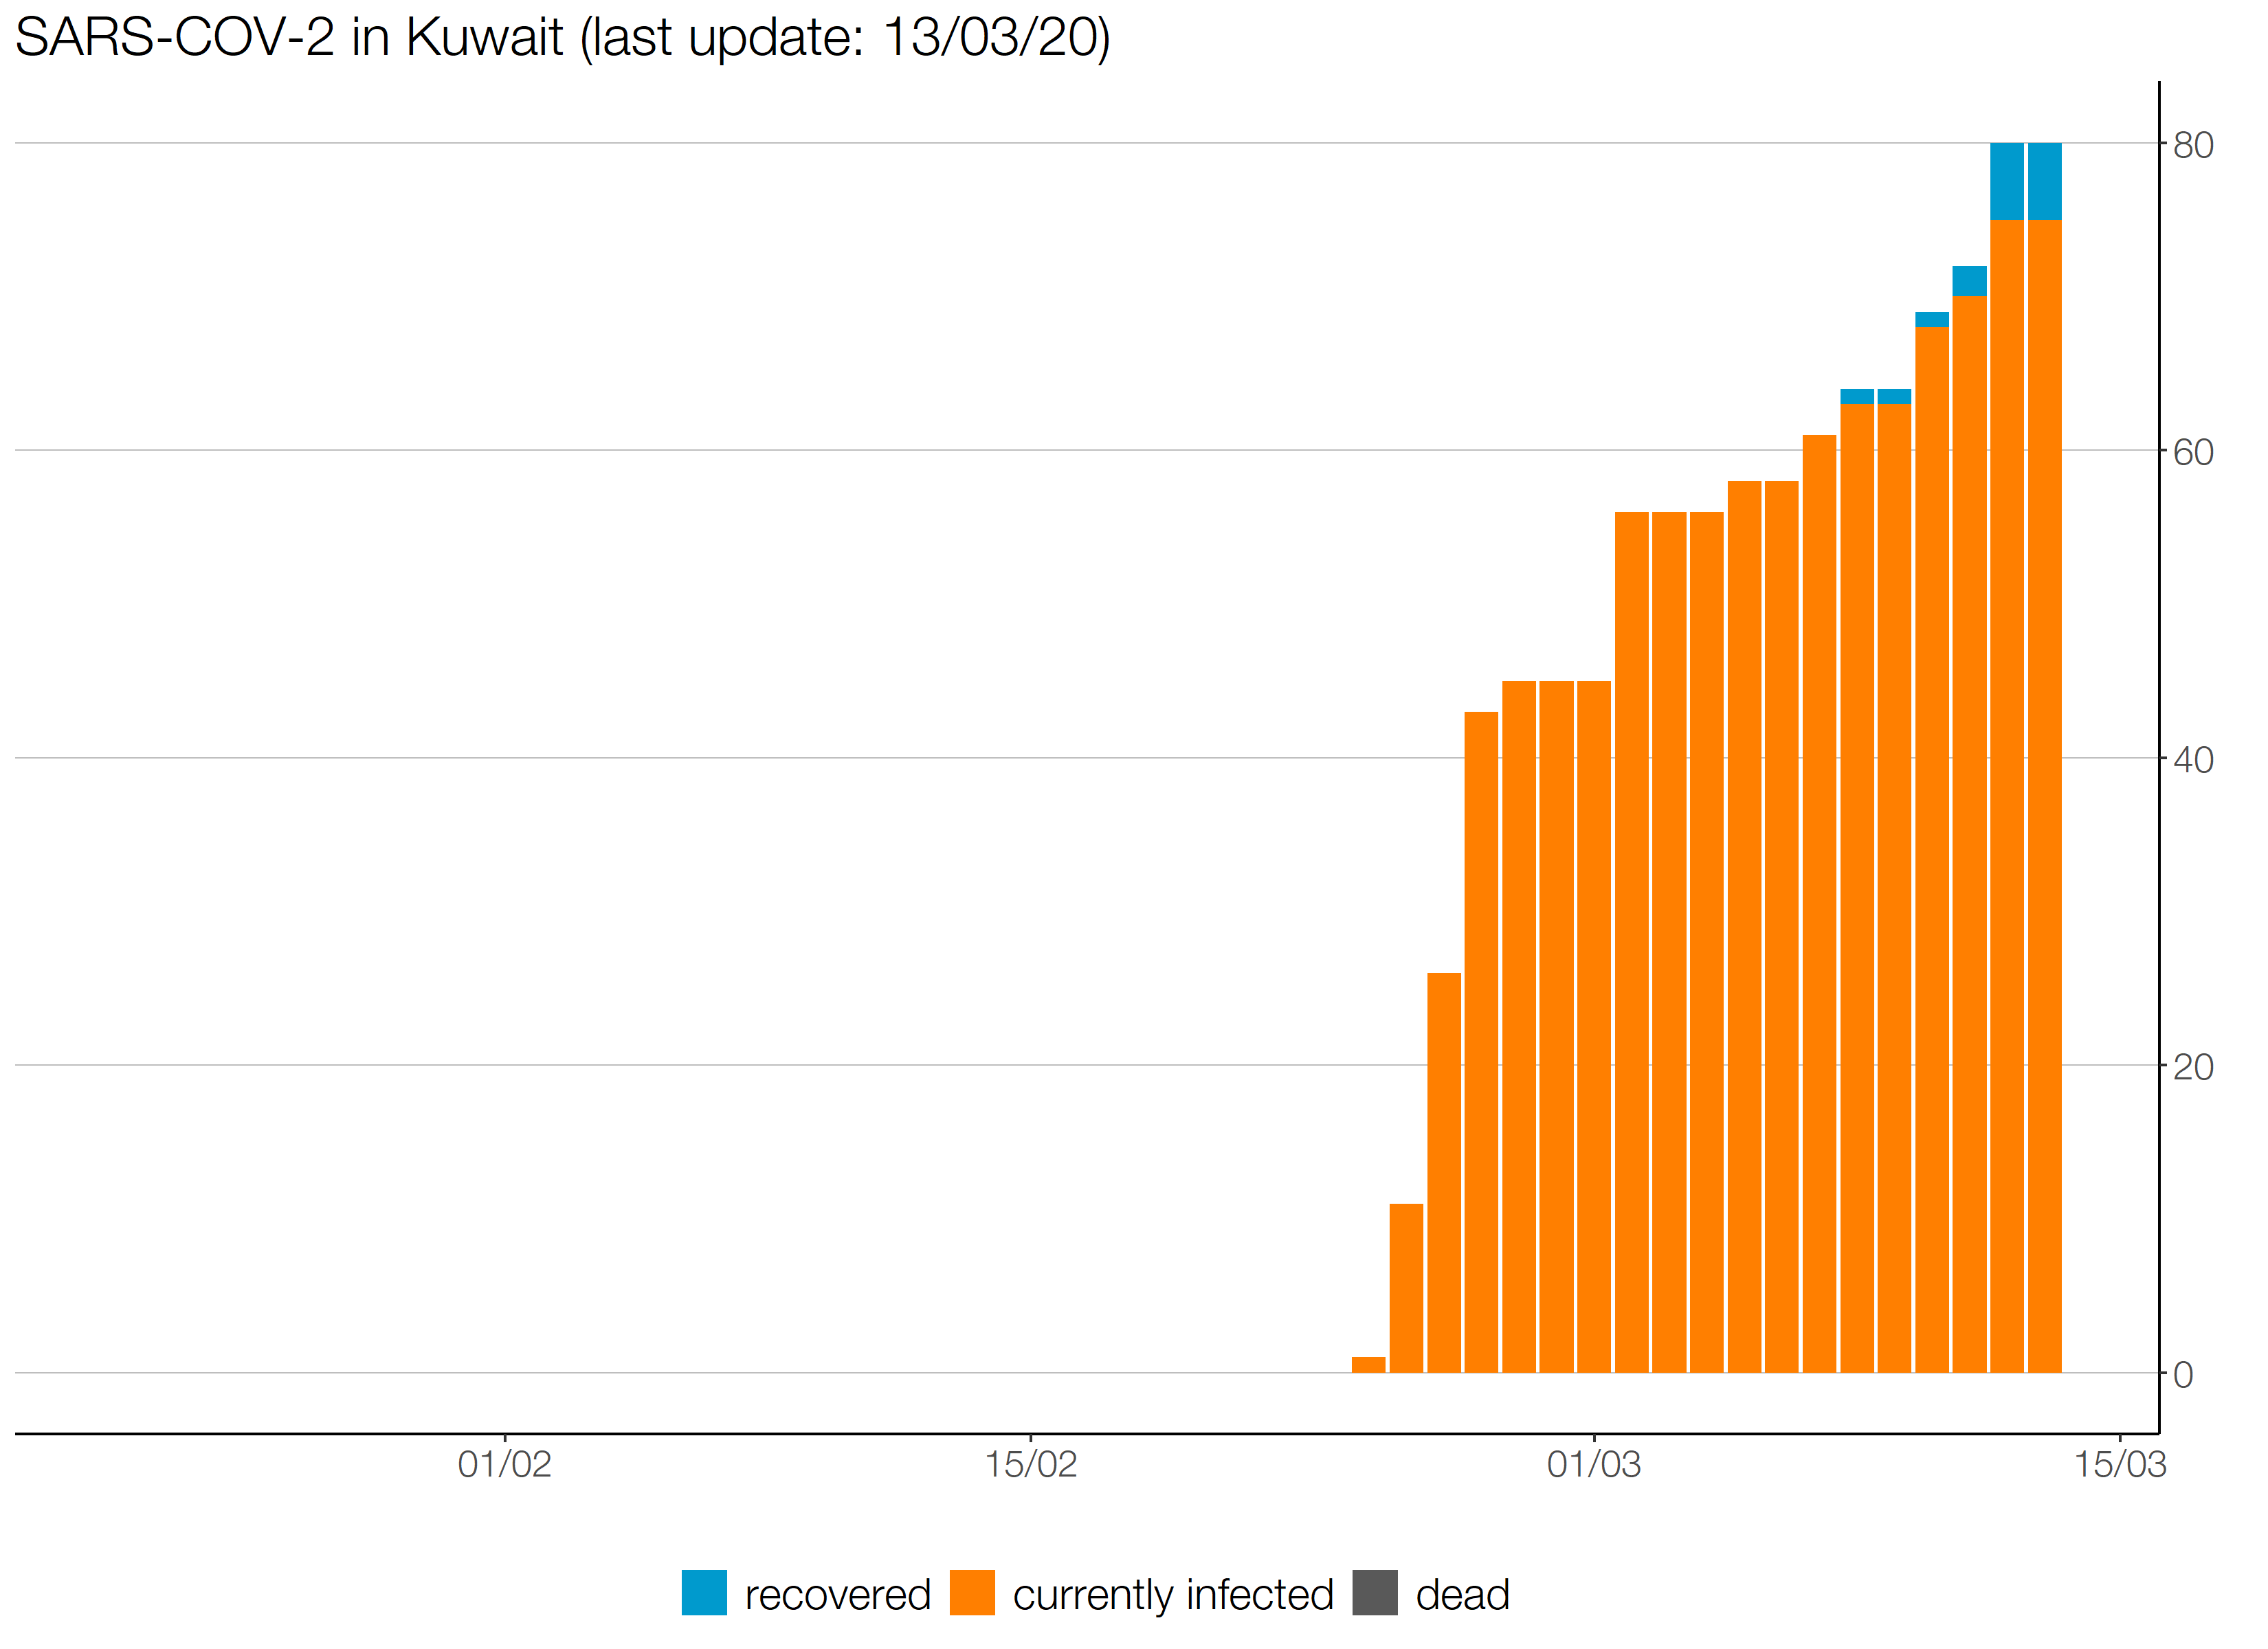 SARS-COV-2 in Kuwait (last update: 13/03/20)
80
60
40
20
0
01/02 15/02 01/03 15/03
recovered currently infected dead